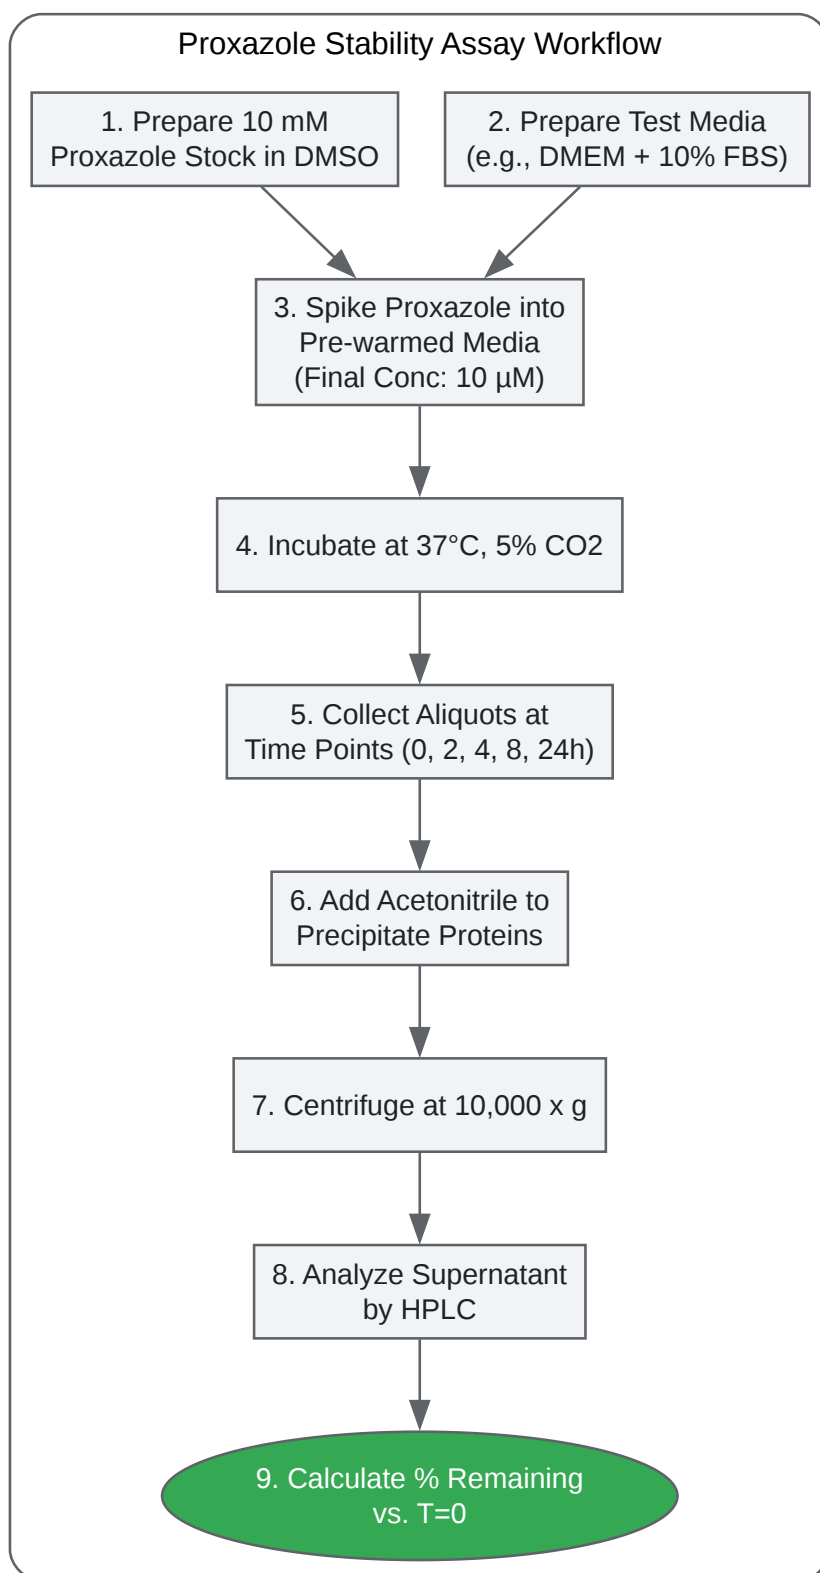 Proxazole Stability Assay Workflow
1. Prepare 10 mM
Proxazole Stock in DMSO
2. Prepare Test Media
(e.g., DMEM + 10% FBS)
3. Spike Proxazole into
Pre-warmed Media
(Final Conc: 10 µM)
4. Incubate at 37°C, 5% CO2
5. Collect Aliquots at
Time Points (0, 2, 4, 8, 24h)
6. Add Acetonitrile to
Precipitate Proteins
7. Centrifuge at 10,000 x g
8. Analyze Supernatant
by HPLC
9. Calculate % Remaining
vs. T=0